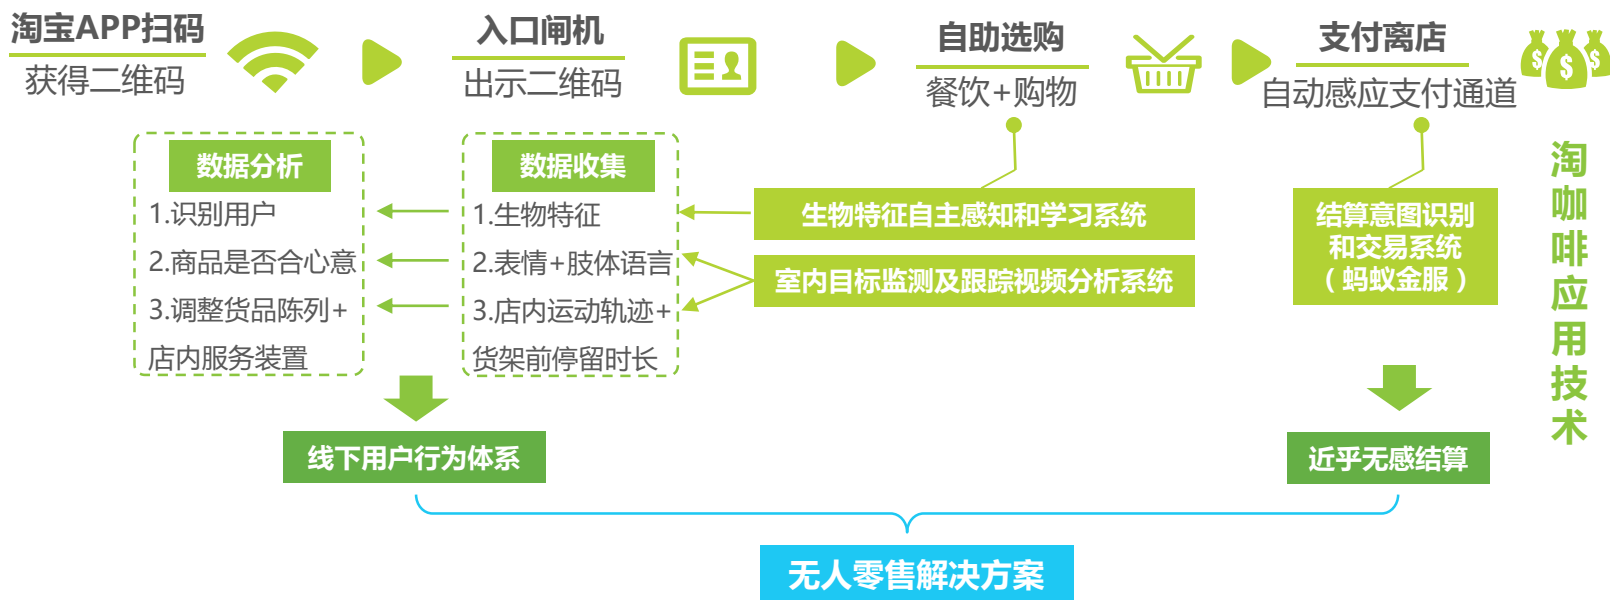 淘宝APP扫码
获得二维码
入口闸机
出示二维码
自助选购
餐饮+购物
支付离店
自动感应支付通道
数据分析
1.识别用户
2.商品是否合心意
3.调整货品陈列+
店内服务装置
数据收集
1.生物特征
2.表情+肢体语言
3.店内运动轨迹+
货架前停留时长
生物特征自主感知和学习系统
室内目标监测及跟踪视频分析系统
结算意图识别
和交易系统
（蚂蚁金服）
淘咖啡应用技术
线下用户行为体系
近乎无感结算
无人零售解决方案